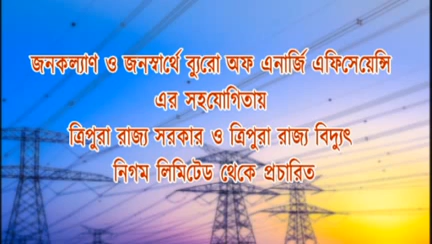 জনকল্যাণ ও জনস্বার্থে ব্যুরো অফ এনার্জি এফিসেয়েন্সি
এর সহযোগিতায়
ত্রিপুরা রাজ্য সরকার ও ত্রিপুরা রাজ্য বিদ্যুৎ
নিগম লিমিটেড থেকে প্রচারিত